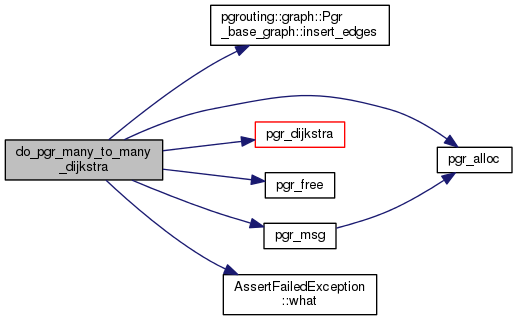 pgrouting::graph::Pgr
_base_graph::insert_edges
do_pgr_many_to_many
_dijkstra
pgr_dijkstra
pgr_alloc
pgr_free
pgr_msg
AssertFailedException
::what